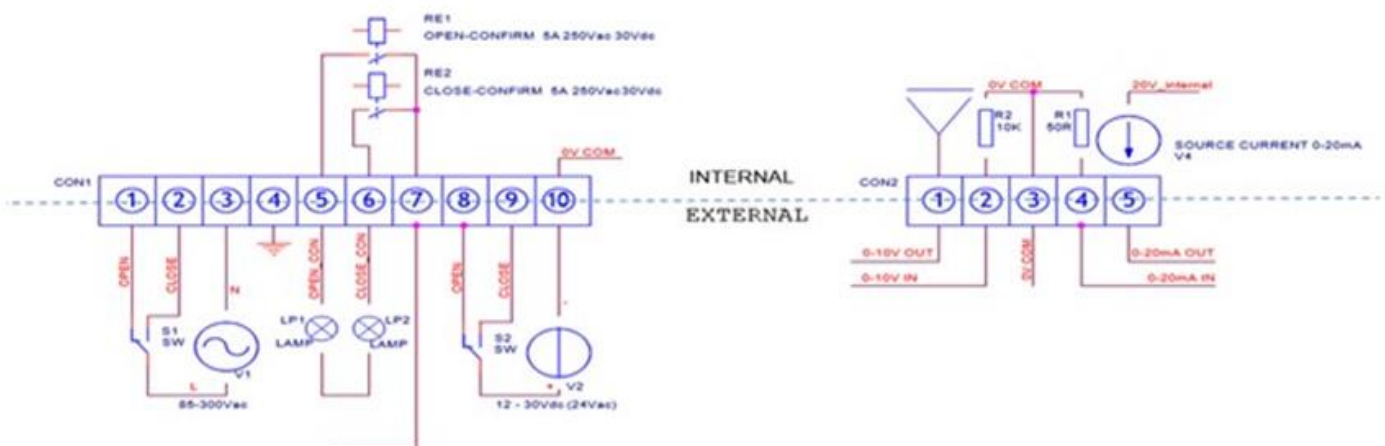 RE1
OPEN-CONFIRM 5A 250Vac 30Vdc
RE2
CLOSE-CONFIRM 5A 250Vac30Vdc
0V COM
CON1
1 2 3 4 5 6 7 8 9 10
OPEN
CLOSE
N
OPEN_CON
CLOSE_CON
OPEN
CLOSE
-
S1
SW
V1
L
85-300Vac
LP1
LAMP
LP2
LAMP
S2
SW
+
V2
12 - 30Vdc (24Vac)
INTERNAL
EXTERNAL
0V COM
20V_internal
R2
10K
R1
50R
SOURCE CURRENT 0-20mA
V4
CON2
1 2 3 4 5
0-10V OUT
0-10V IN
0V COM
0-20mA OUT
0-20mA IN